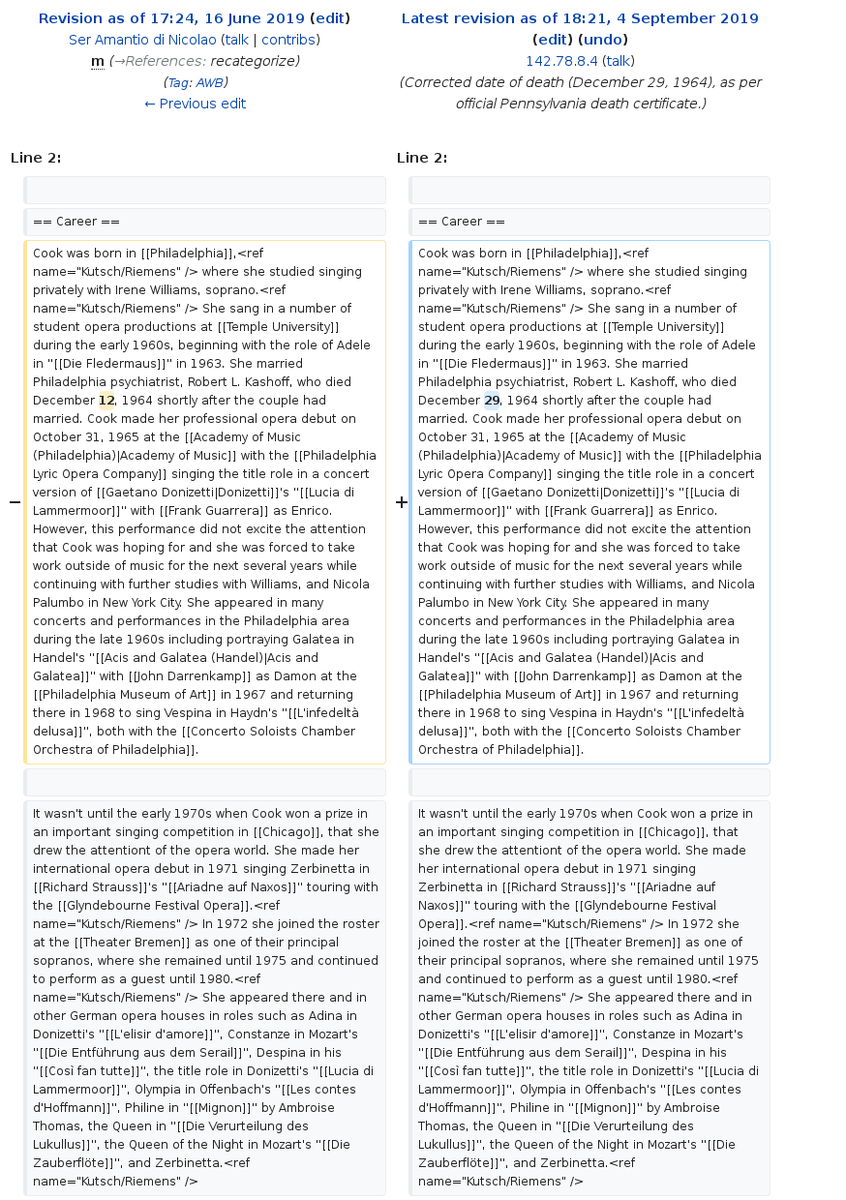 Revision as of 17:24, 16 June 2019 (edit)
Ser Amantio di Nicolao (talk | contribs)
m (→References: recategorize)
(Tag: AWB)
← Previous edit
Latest revision as of 18:21, 4 September 2019
(edit) (undo)
142.78.8.4 (talk)
(Corrected date of death (December 29, 1964), as per
official Pennsylvania death certificate.)
Line 2:
Line 2:
== Career ==
== Career ==
−
Cook was born in [[Philadelphia]],<ref
name="Kutsch/Riemens" /> where she studied singing
privately with Irene Williams, soprano.<ref
name="Kutsch/Riemens" /> She sang in a number of
student opera productions at [[Temple University]]
during the early 1960s, beginning with the role of Adele
in "[[Die Fledermaus]]" in 1963. She married
Philadelphia psychiatrist, Robert L. Kashoff, who died
December 12, 1964 shortly after the couple had
married. Cook made her professional opera debut on
October 31, 1965 at the [[Academy of Music
(Philadelphia)|Academy of Music]] with the [[Philadelphia
Lyric Opera Company]] singing the title role in a concert
version of [[Gaetano Donizetti|Donizetti]]'s "[[Lucia di
Lammermoor]]" with [[Frank Guarrera]] as Enrico.
However, this performance did not excite the attention
that Cook was hoping for and she was forced to take
work outside of music for the next several years while
continuing with further studies with Williams, and Nicola
Palumbo in New York City. She appeared in many
concerts and performances in the Philadelphia area
during the late 1960s including portraying Galatea in
Handel's "[[Acis and Galatea (Handel)|Acis and
Galatea]]" with [[John Darrenkamp]] as Damon at the
[[Philadelphia Museum of Art]] in 1967 and returning
there in 1968 to sing Vespina in Haydn's "[[L'infedeltà
delusa]]", both with the [[Concerto Soloists Chamber
Orchestra of Philadelphia]].
+
Cook was born in [[Philadelphia]],<ref
name="Kutsch/Riemens" /> where she studied singing
privately with Irene Williams, soprano.<ref
name="Kutsch/Riemens" /> She sang in a number of
student opera productions at [[Temple University]]
during the early 1960s, beginning with the role of Adele
in "[[Die Fledermaus]]" in 1963. She married
Philadelphia psychiatrist, Robert L. Kashoff, who died
December 29, 1964 shortly after the couple had
married. Cook made her professional opera debut on
October 31, 1965 at the [[Academy of Music
(Philadelphia)|Academy of Music]] with the [[Philadelphia
Lyric Opera Company]] singing the title role in a concert
version of [[Gaetano Donizetti|Donizetti]]'s "[[Lucia di
Lammermoor]]" with [[Frank Guarrera]] as Enrico.
However, this performance did not excite the attention
that Cook was hoping for and she was forced to take
work outside of music for the next several years while
continuing with further studies with Williams, and Nicola
Palumbo in New York City. She appeared in many
concerts and performances in the Philadelphia area
during the late 1960s including portraying Galatea in
Handel's "[[Acis and Galatea (Handel)|Acis and
Galatea]]" with [[John Darrenkamp]] as Damon at the
[[Philadelphia Museum of Art]] in 1967 and returning
there in 1968 to sing Vespina in Haydn's "[[L'infedeltà
delusa]]", both with the [[Concerto Soloists Chamber
Orchestra of Philadelphia]].
It wasn't until the early 1970s when Cook won a prize in
an important singing competition in [[Chicago]], that she
drew the attentiont of the opera world. She made her
international opera debut in 1971 singing Zerbinetta in
[[Richard Strauss]]'s "[[Ariadne auf Naxos]]" touring with
the [[Glyndebourne Festival Opera]].<ref
name="Kutsch/Riemens" /> In 1972 she joined the roster
at the [[Theater Bremen]] as one of their principal
sopranos, where she remained until 1975 and continued
to perform as a guest until 1980.<ref
name="Kutsch/Riemens" /> She appeared there and in
other German opera houses in roles such as Adina in
Donizetti's "[[L'elisir d'amore]]", Constanze in Mozart's
"[[Die Entführung aus dem Serail]]", Despina in his
"[[Così fan tutte]]", the title role in Donizetti's "[[Lucia di
Lammermoor]]", Olympia in Offenbach's "[[Les contes
d'Hoffmann]]", Philine in "[[Mignon]]" by Ambroise
Thomas, the Queen in "[[Die Verurteilung des
Lukullus]]", the Queen of the Night in Mozart's "[[Die
Zauberflöte]]", and Zerbinetta.<ref
name="Kutsch/Riemens" />
It wasn't until the early 1970s when Cook won a prize in
an important singing competition in [[Chicago]], that
she drew the attentiont of the opera world. She made
her international opera debut in 1971 singing
Zerbinetta in [[Richard Strauss]]'s "[[Ariadne auf
Naxos]]" touring with the [[Glyndebourne Festival
Opera]].<ref name="Kutsch/Riemens" /> In 1972 she
joined the roster at the [[Theater Bremen]] as one of
their principal sopranos, where she remained until 1975
and continued to perform as a guest until 1980.<ref
name="Kutsch/Riemens" /> She appeared there and in
other German opera houses in roles such as Adina in
Donizetti's "[[L'elisir d'amore]]", Constanze in Mozart's
"[[Die Entführung aus dem Serail]]", Despina in his
"[[Così fan tutte]]", the title role in Donizetti's "[[Lucia di
Lammermoor]]", Olympia in Offenbach's "[[Les contes
d'Hoffmann]]", Philine in "[[Mignon]]" by Ambroise
Thomas, the Queen in "[[Die Verurteilung des
Lukullus]]", the Queen of the Night in Mozart's "[[Die
Zauberflöte]]", and Zerbinetta.<ref
name="Kutsch/Riemens" />